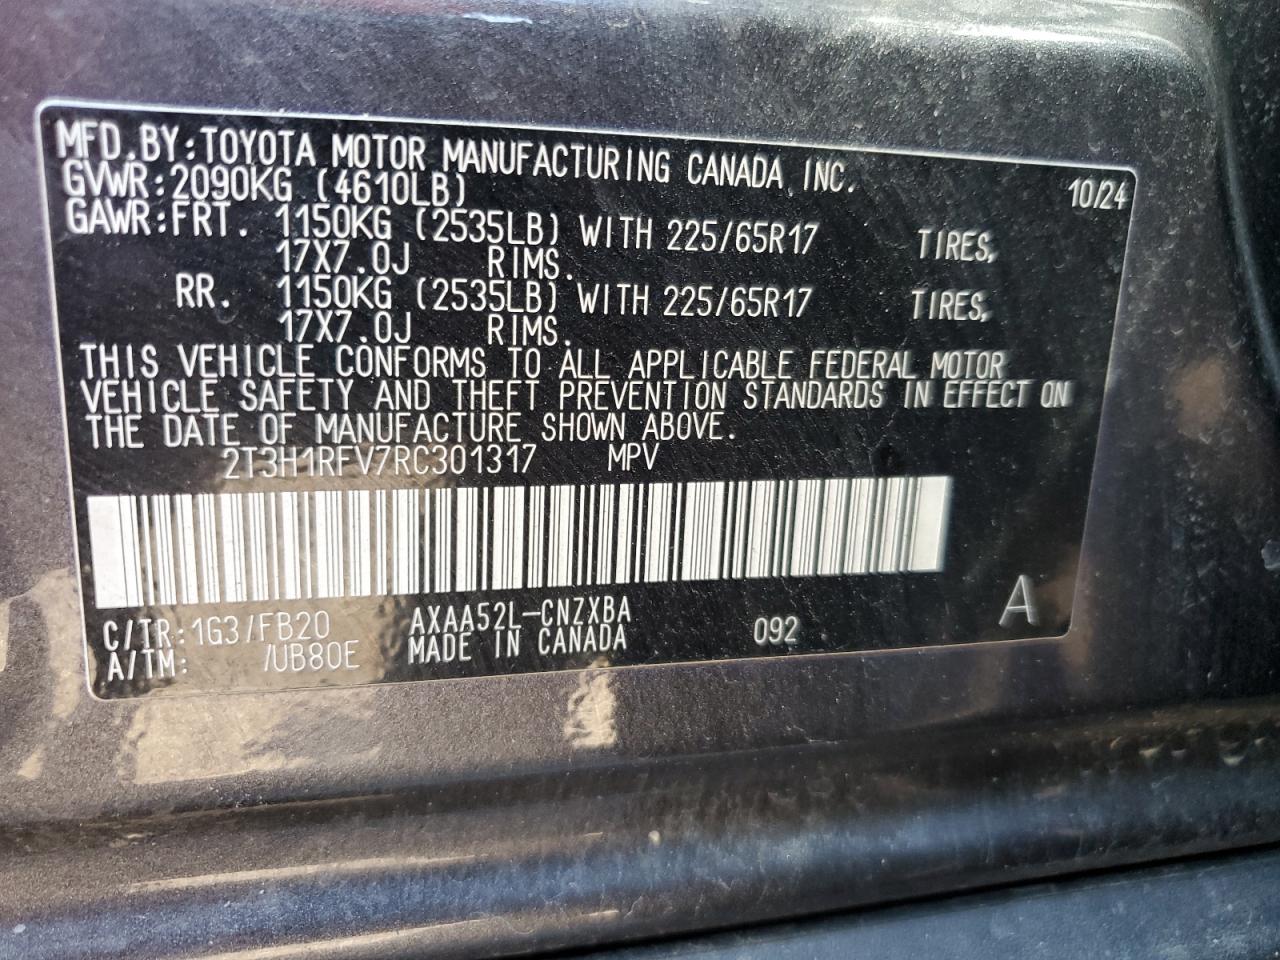 MFD.BY:TOYOTA MOTOR MANUFACTURING CANADA, INC.
GVWR:2090KG (4610LB) 10/24
GAWR:FRT. 1150KG (2535LB) WITH 225/65R17 TIRES,
17X7.0J RIMS.
RR. 1150KG (2535LB) WITH 225/65R17 TIRES,
17X7.0J RIMS.
THIS VEHICLE CONFORMS TO ALL APPLICABLE FEDERAL MOTOR
VEHICLE SAFETY AND THEFT PREVENTION STANDARDS IN EFFECT ON
THE DATE OF MANUFACTURE SHOWN ABOVE.
2T3H1RFV7RC301317 MPV
C/TR:1G3/FB20 AXAA52L-CNZXBA 092 A
A/TM: /UB80E MADE IN CANADA